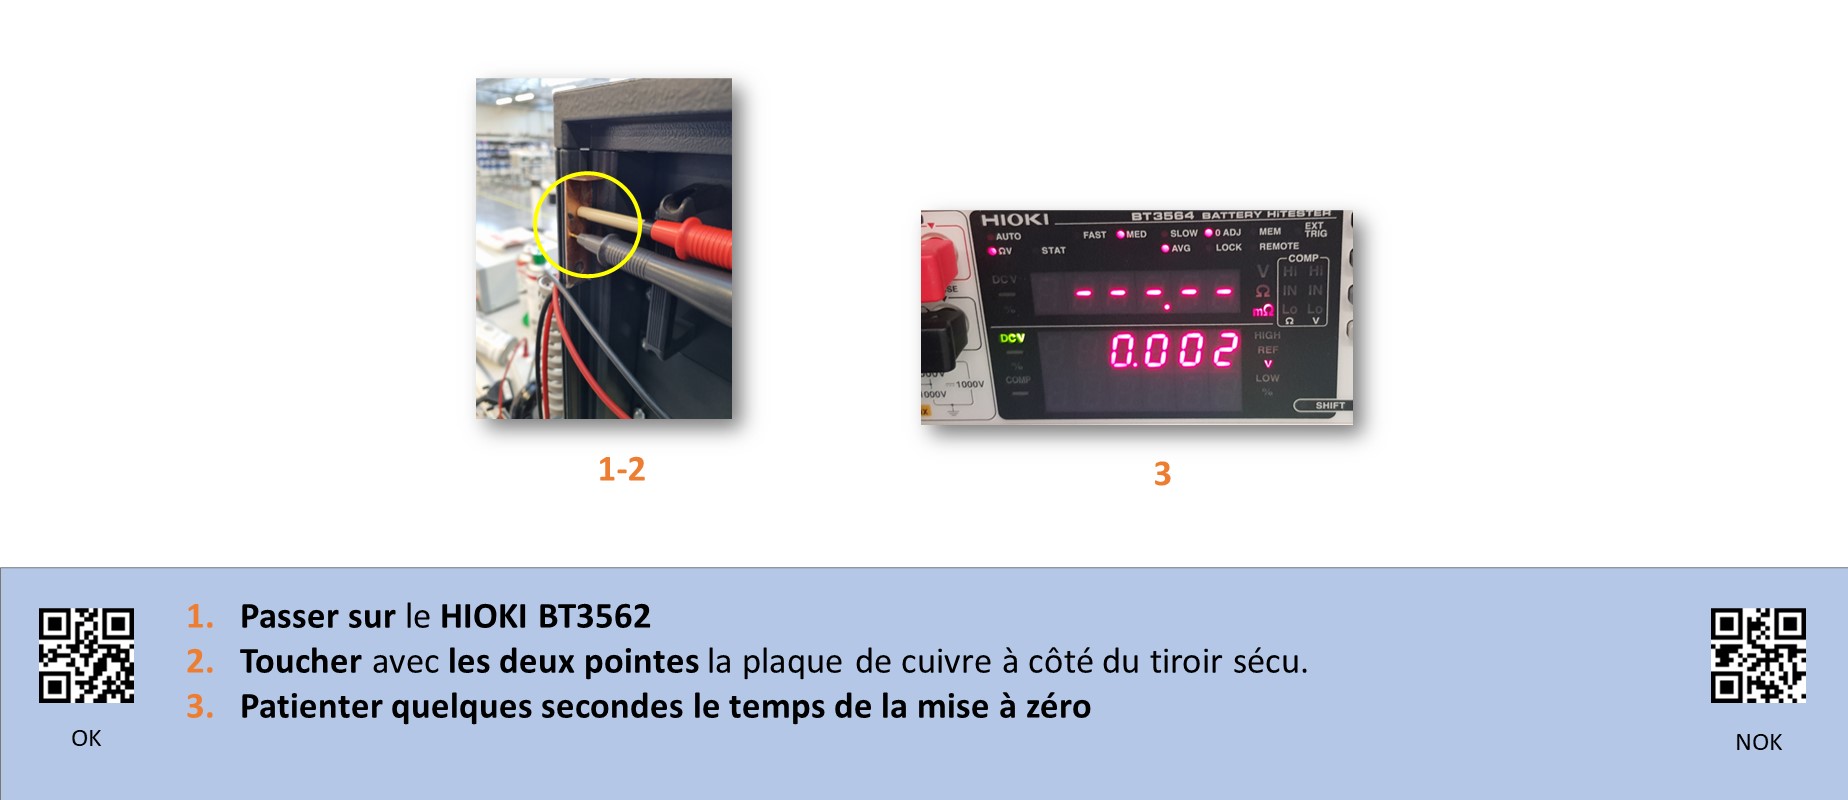 HIOKI BT3564 BATTERY HiTESTER
AUTO FAST MED SLOW 0 ADJ MEM EXT TRIG
ΩV STAT AVG LOCK REMOTE
COMP
DCV V Hi Hi
Ω IN IN
% mΩ Lo Lo
Ω V
DCV 0.002 HIGH
REF
% V
COMP LOW
%
1000V
SHIFT
1-2
3
1. Passer sur le HIOKI BT3562
2. Toucher avec les deux pointes la plaque de cuivre à côté du tiroir sécu.
3. Patienter quelques secondes le temps de la mise à zéro
OK
NOK